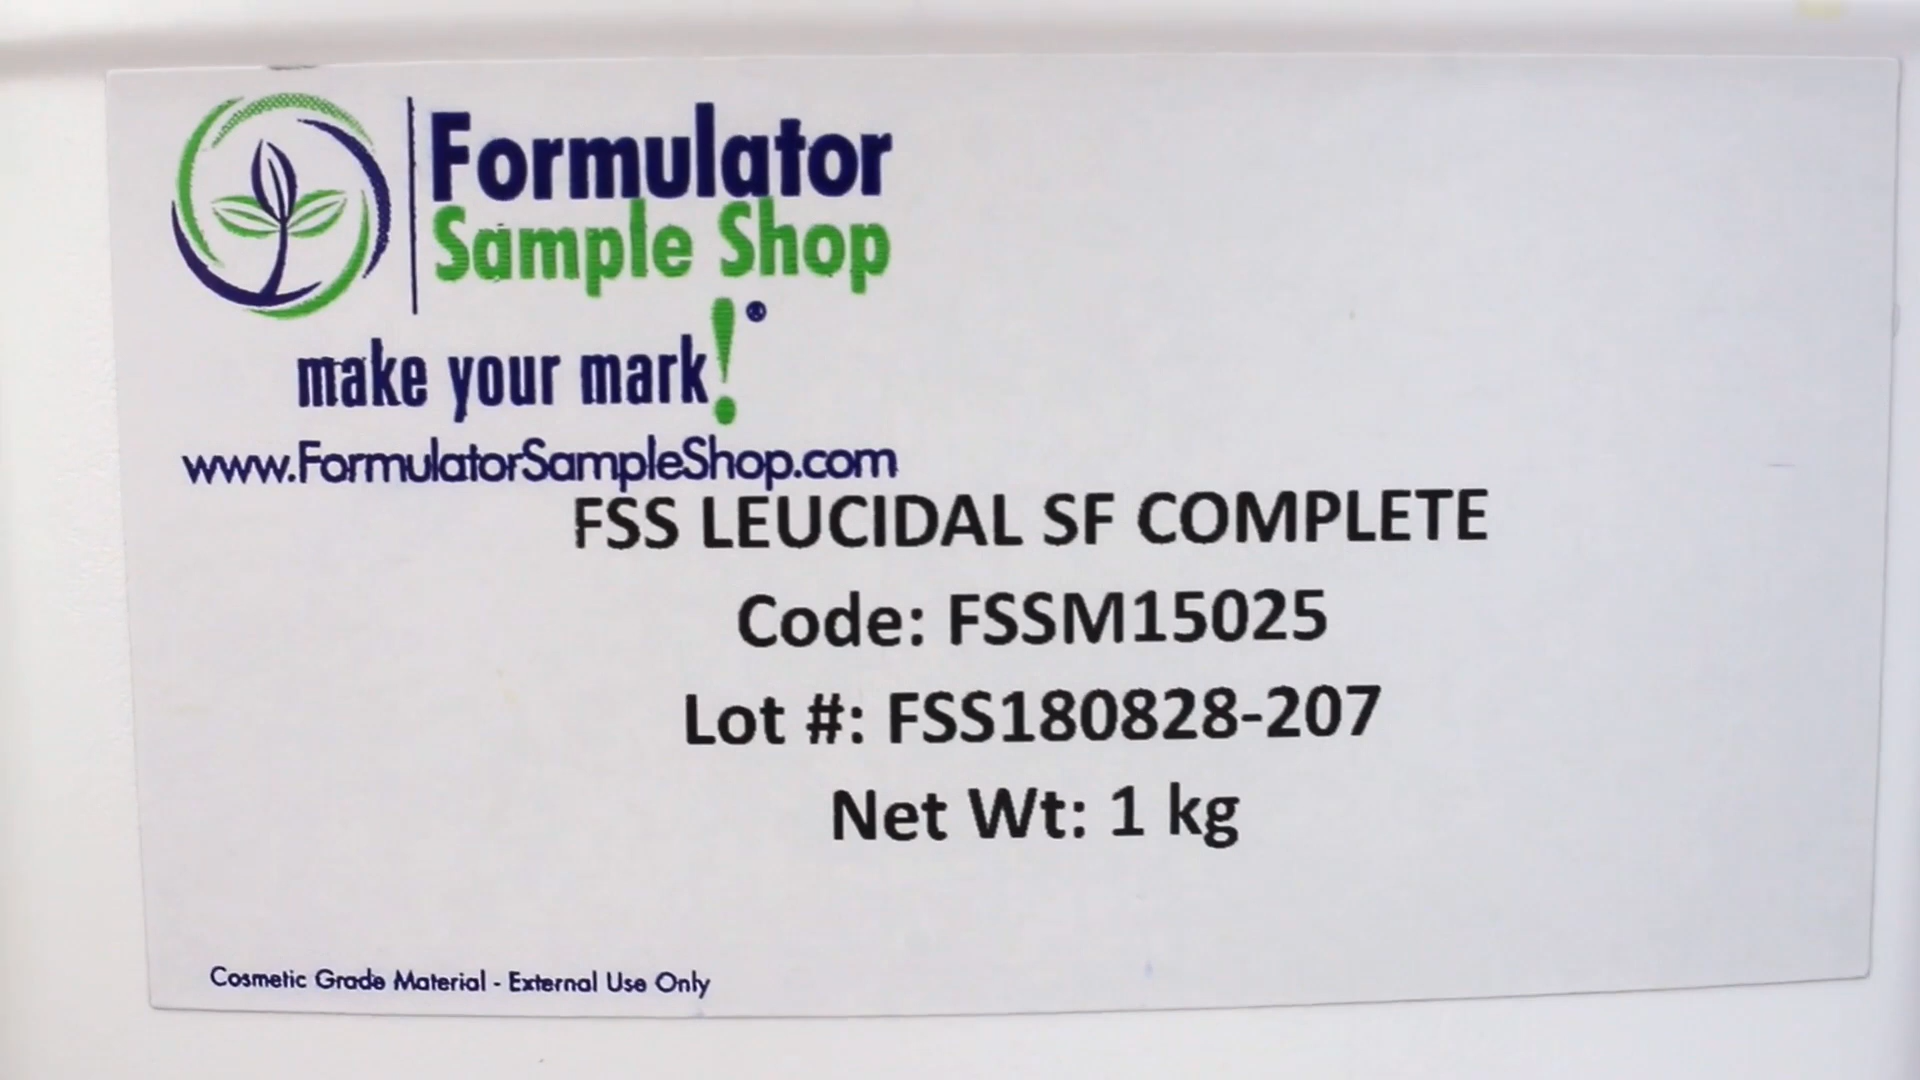 Formulator
Sample Shop
make your mark!®
www.FormulatorSampleShop.com
FSS LEUCIDAL SF COMPLETE
Code: FSSM15025
Lot #: FSS180828-207
Net Wt: 1 kg
Cosmetic Grade Material - External Use Only